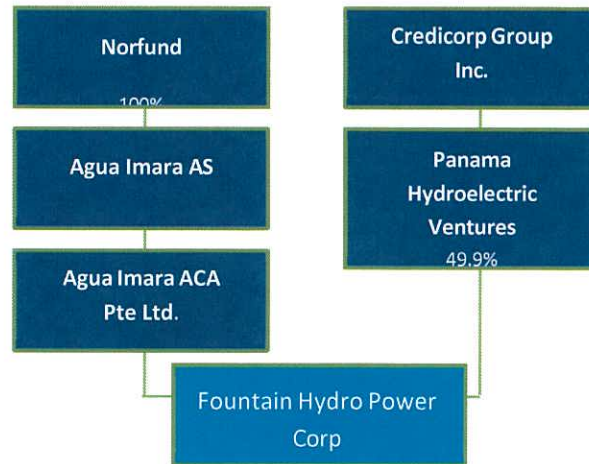 Norfund
100%
Agua Imara AS
Agua Imara ACA
Pte Ltd.
Credicorp Group
Inc.
Panama
Hydroelectric
Ventures
49.9%
Fountain Hydro Power
Corp